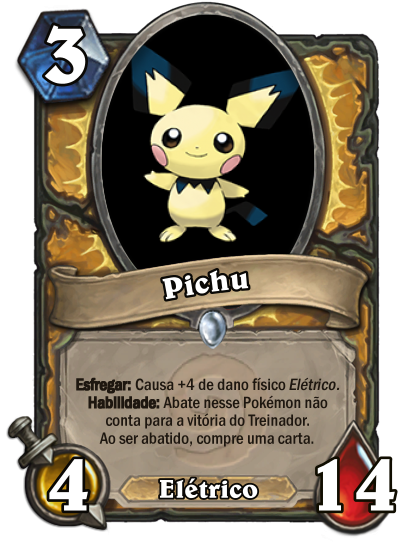 3
Pichu
Esfregar: Causa +4 de dano físico Elétrico.
Habilidade: Abate nesse Pokémon não
conta para a vitória do Treinador.
Ao ser abatido, compre uma carta.
4
Elétrico
14